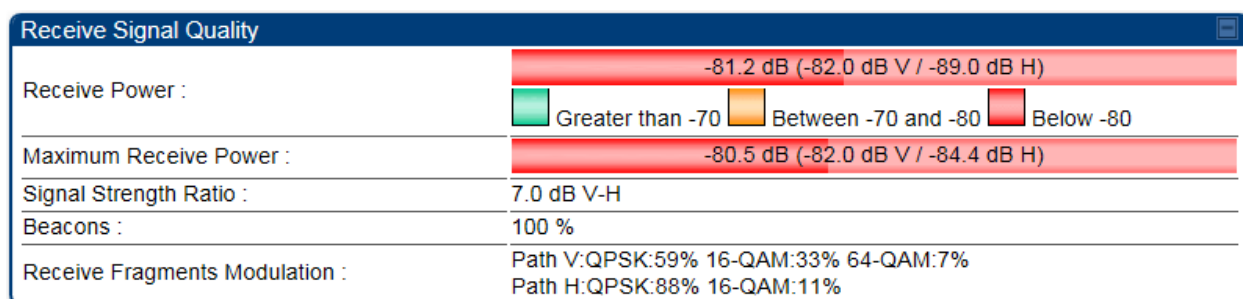 Receive Signal Quality
Receive Power :
-81.2 dB (-82.0 dB V / -89.0 dB H)
Greater than -70 Between -70 and -80 Below -80
Maximum Receive Power :
-80.5 dB (-82.0 dB V / -84.4 dB H)
Signal Strength Ratio :
7.0 dB V-H
Beacons :
100 %
Receive Fragments Modulation :
Path V:QPSK:59% 16-QAM:33% 64-QAM:7%
Path H:QPSK:88% 16-QAM:11%